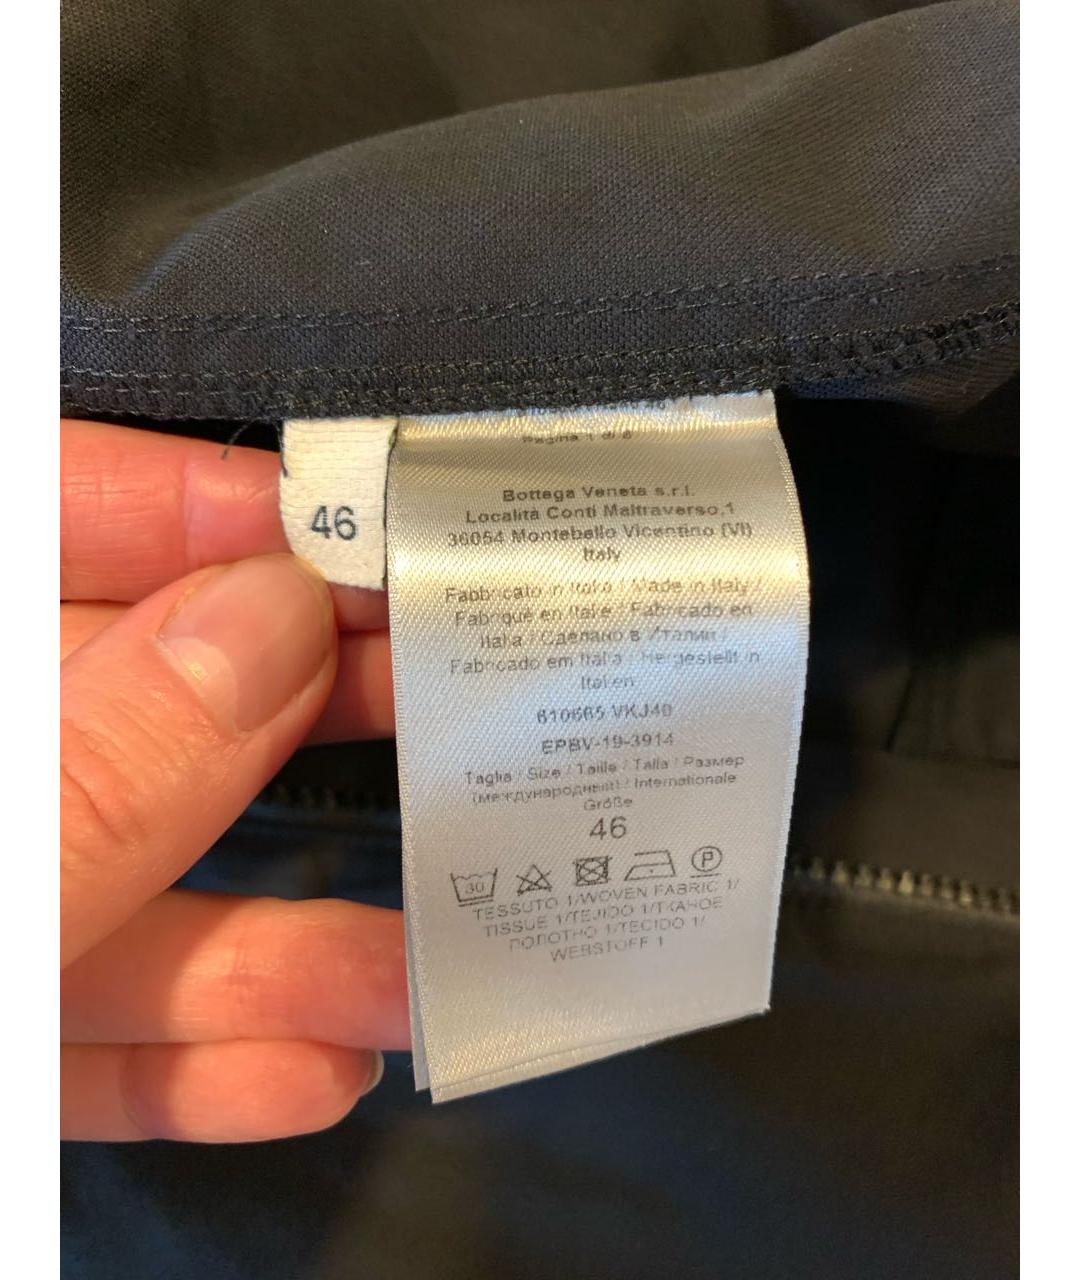 46
Pagina 1 di 8
Bottega Veneta s.r.l.
Località Conti Maltraverso,1
36054 Montebello Vicentino (VI)
Italy
Fabbricato in Italia / Made in Italy /
Fabriqué en Italie / Fabricado en
Italia / Сделано в Италии /
Fabricado em Italia / hergestellt in
Italien
610665 VKJ40
EPBV-19-3914
Taglia / Size / Taille / Talla / Размер
(международный) / Internationale
Größe
46
30 P
TESSUTO 1/WOVEN FABRIC 1/
TISSUE 1/TEJIDO 1/ТКАНОЕ
ПОЛОТНО 1/TECIDO 1/
WEBSTOFF 1